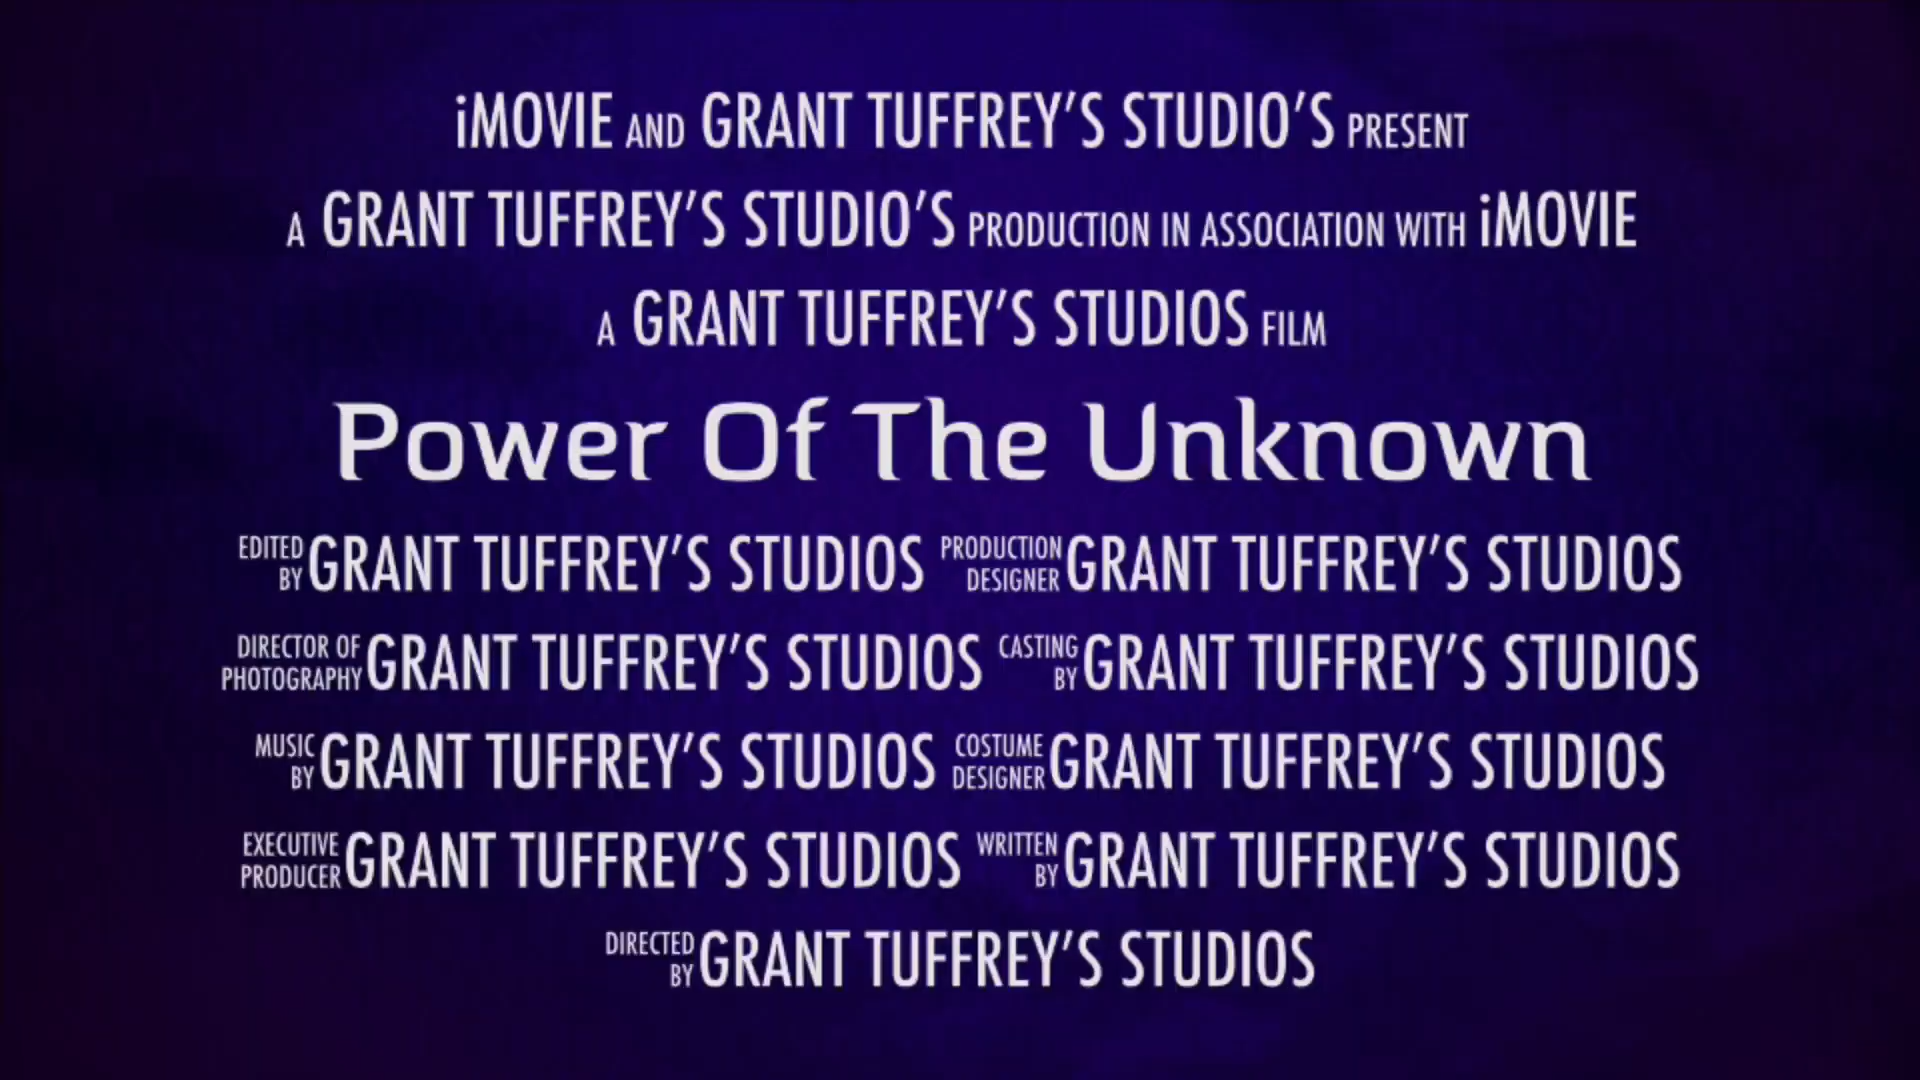 iMOVIE AND GRANT TUFFREY'S STUDIO'S PRESENT
A GRANT TUFFREY'S STUDIO'S PRODUCTION IN ASSOCIATION WITH iMOVIE
A GRANT TUFFREY'S STUDIOS FILM
Power Of The Unknown
EDITED BY GRANT TUFFREY'S STUDIOS PRODUCTION DESIGNER GRANT TUFFREY'S STUDIOS
DIRECTOR OF PHOTOGRAPHY GRANT TUFFREY'S STUDIOS CASTING BY GRANT TUFFREY'S STUDIOS
MUSIC BY GRANT TUFFREY'S STUDIOS COSTUME DESIGNER GRANT TUFFREY'S STUDIOS
EXECUTIVE PRODUCER GRANT TUFFREY'S STUDIOS WRITTEN BY GRANT TUFFREY'S STUDIOS
DIRECTED BY GRANT TUFFREY'S STUDIOS